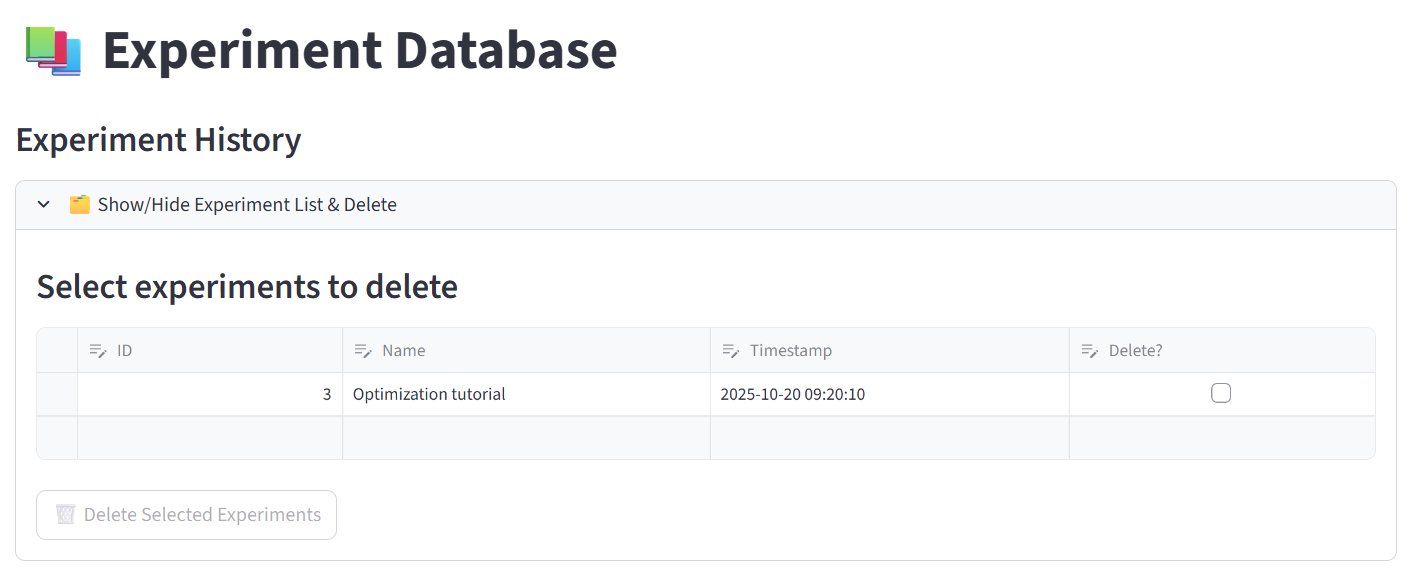 Experiment Database
Experiment History
Show/Hide Experiment List & Delete
Select experiments to delete
ID Name Timestamp Delete?
3 Optimization tutorial 2025-10-20 09:20:10
Delete Selected Experiments